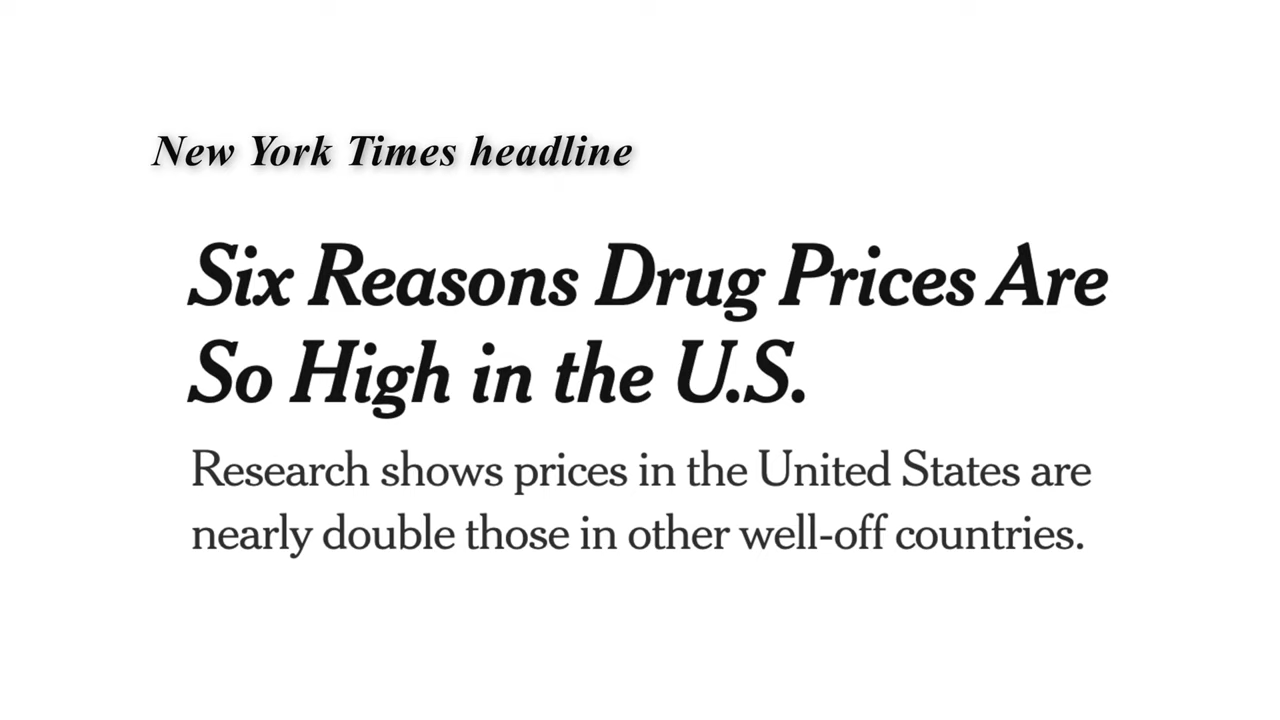 New York Times headline
Six Reasons Drug Prices Are
So High in the U.S.
Research shows prices in the United States are
nearly double those in other well-off countries.